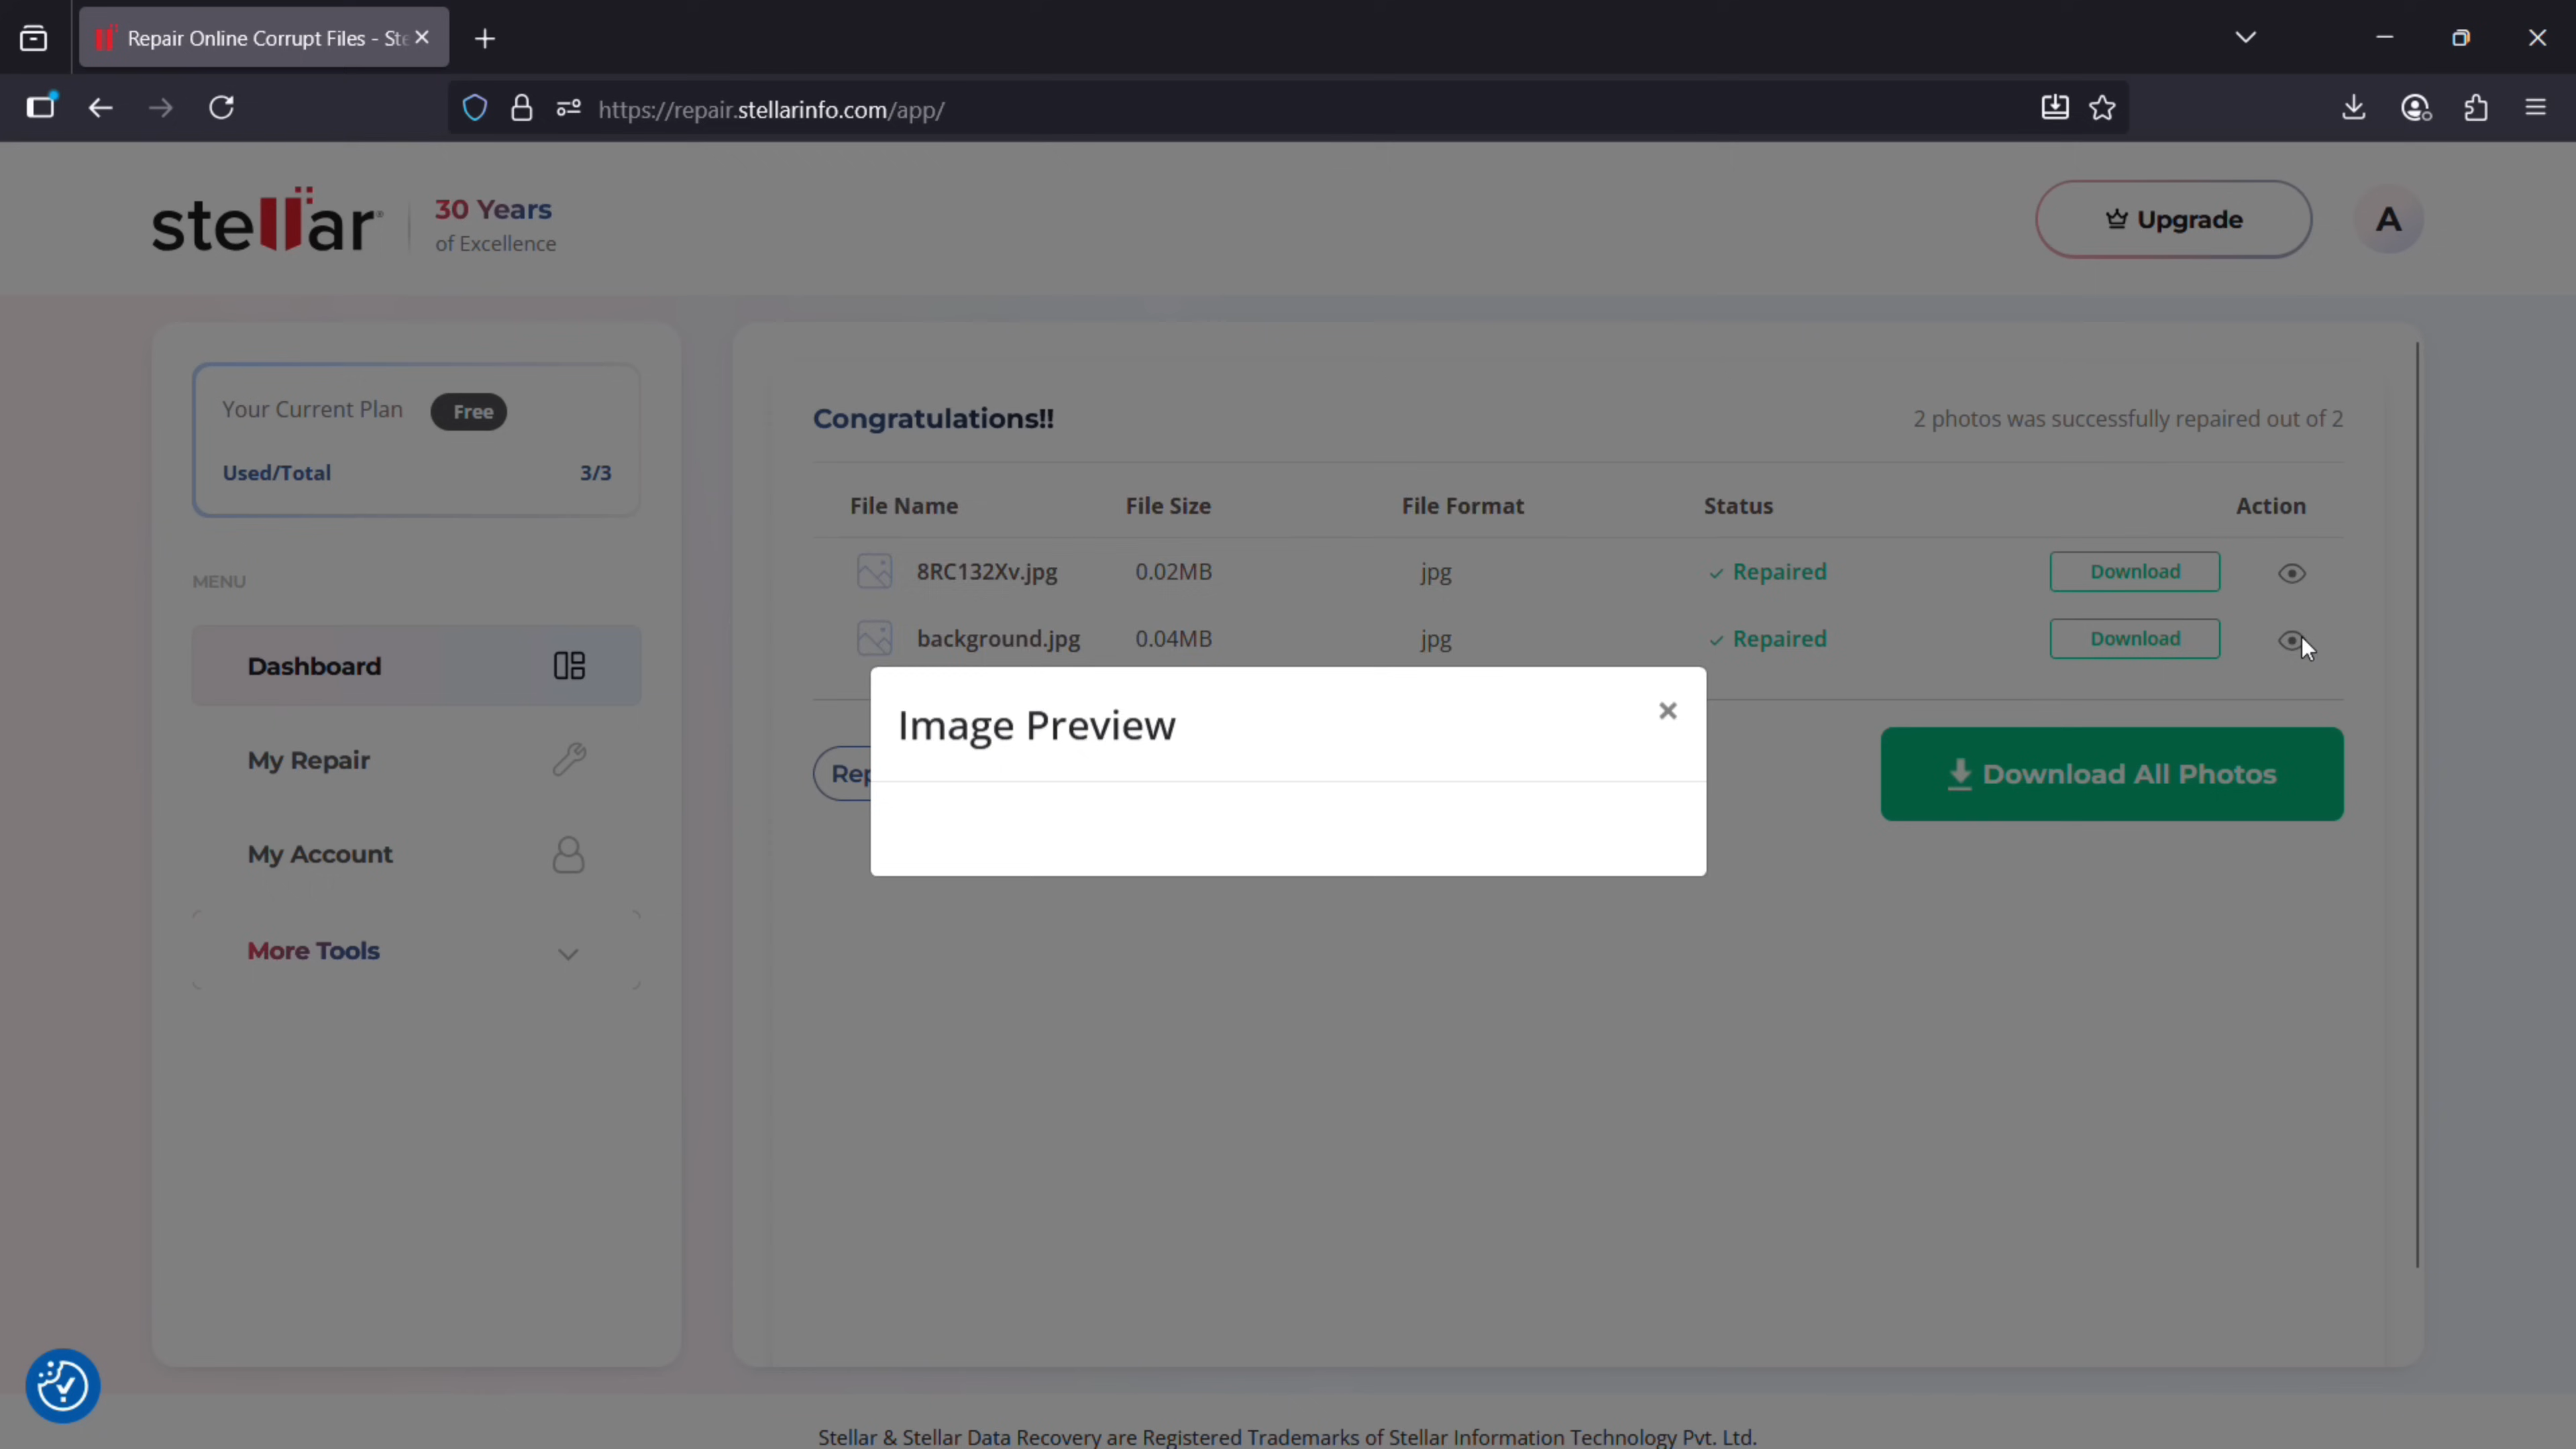 Repair Online Corrupt Files - Ste
https://repair.stellarinfo.com/app/
stellar
30 Years
of Excellence
Upgrade
A
Your Current Plan Free
Used/Total 3/3
MENU
Dashboard
My Repair
My Account
More Tools
Congratulations!!
2 photos was successfully repaired out of 2
File Name File Size File Format Status Action
8RC132Xv.jpg 0.02MB jpg Repaired Download
background.jpg 0.04MB jpg Repaired Download
Image Preview
Rep
Download All Photos
Stellar & Stellar Data Recovery are Registered Trademarks of Stellar Information Technology Pvt. Ltd.